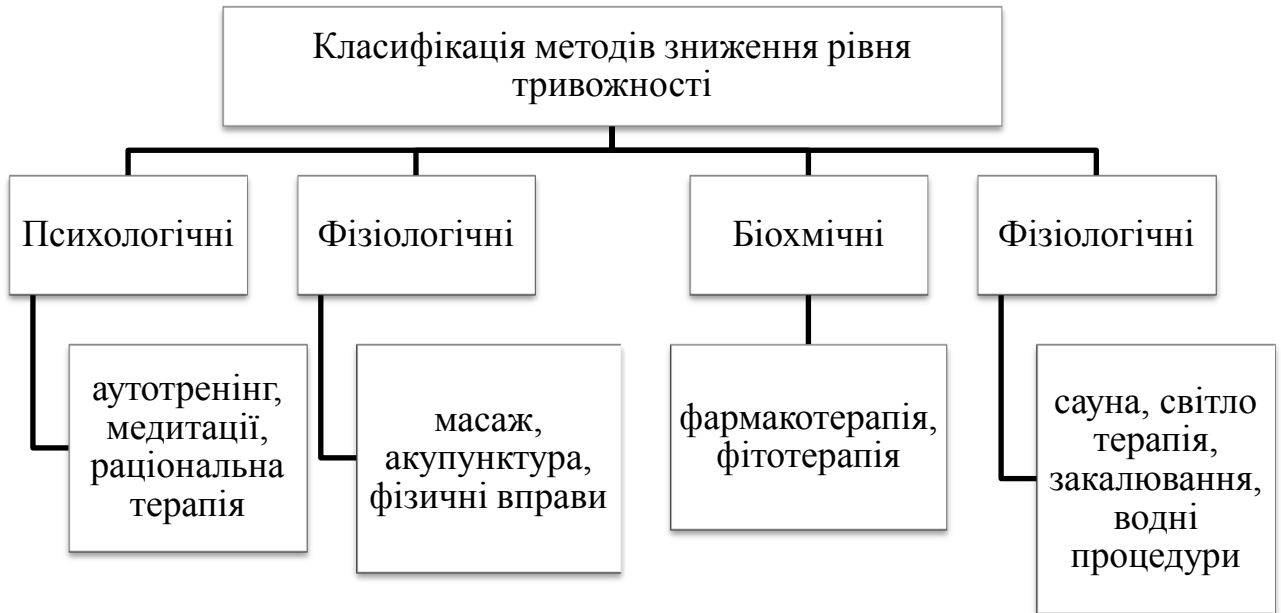 Класифікація методів зниження рівня
тривожності
Психологічні
Фізіологічні
Біохмічні
Фізіологічні
аутотренінг,
медитації,
раціональна
терапія
масаж,
акупунктура,
фізичні вправи
фармакотерапія,
фітотерапія
сауна, світло
терапія,
закалювання,
водні
процедури